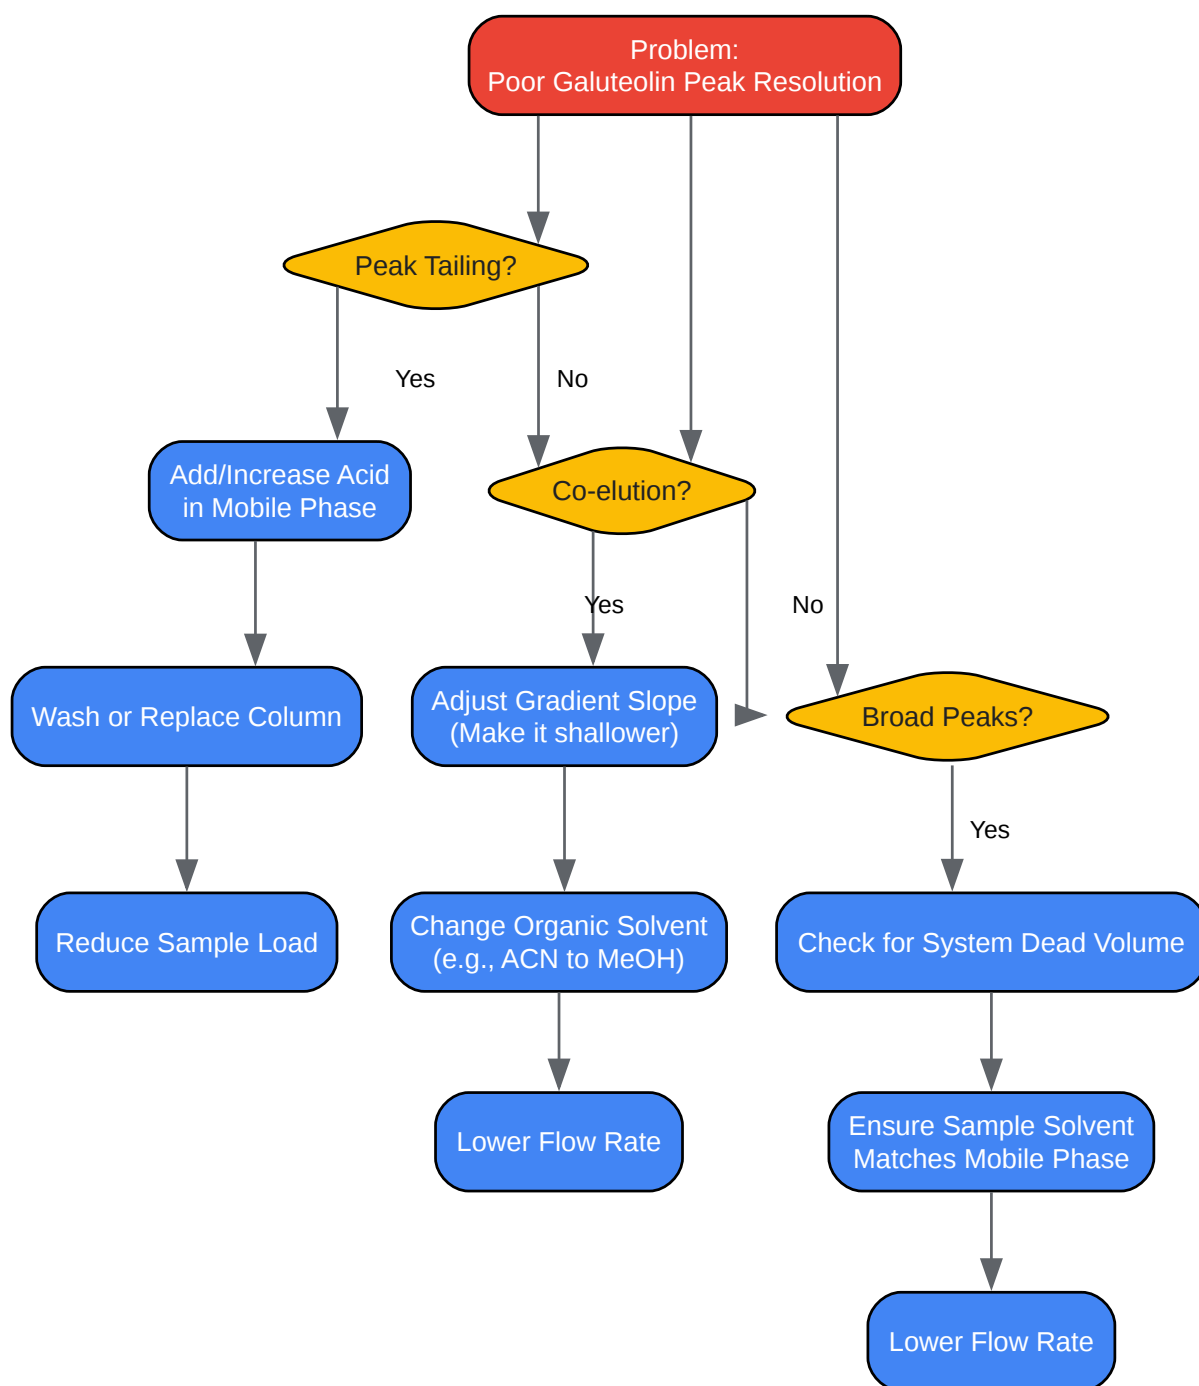 Problem:
Poor Galuteolin Peak Resolution
Peak Tailing?
Yes
No
Add/Increase Acid
in Mobile Phase
Co-elution?
Yes
No
Wash or Replace Column
Adjust Gradient Slope
(Make it shallower)
Broad Peaks?
Yes
Reduce Sample Load
Change Organic Solvent
(e.g., ACN to MeOH)
Check for System Dead Volume
Lower Flow Rate
Ensure Sample Solvent
Matches Mobile Phase
Lower Flow Rate